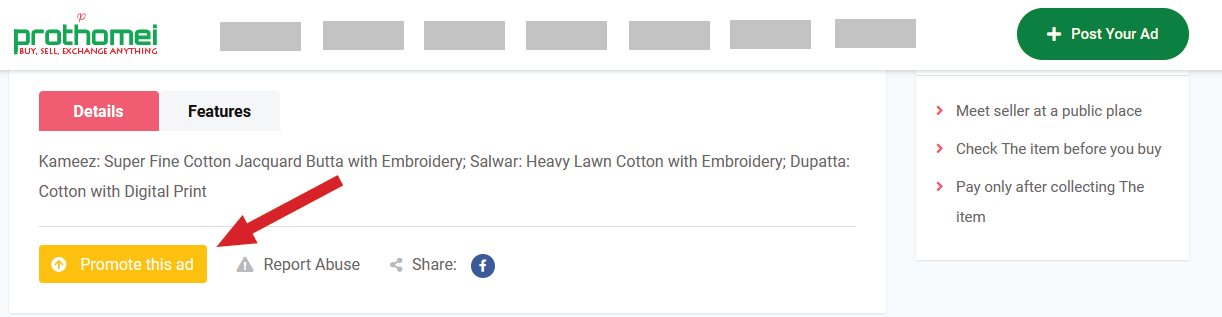 p
prothomei
BUY, SELL, EXCHANGE ANYTHING
Post Your Ad
Details
Features
Kameez: Super Fine Cotton Jacquard Butta with Embroidery; Salwar: Heavy Lawn Cotton with Embroidery; Dupatta:
Cotton with Digital Print
Promote this ad
Report Abuse
Share:
Meet seller at a public place
Check The item before you buy
Pay only after collecting The
item